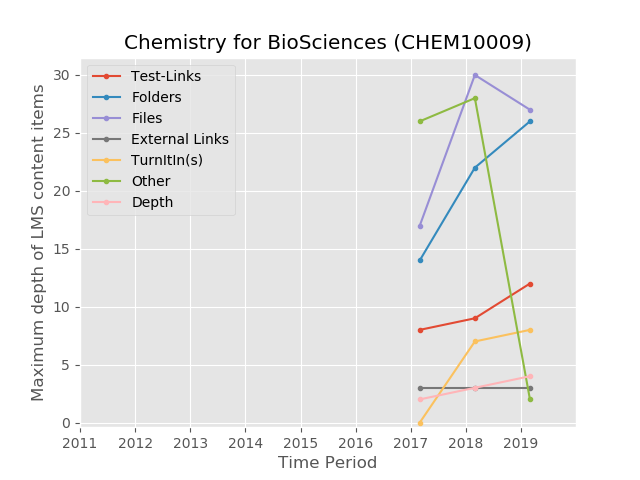 Chemistry for BioSciences (CHEM10009)
Maximum depth of LMS content items
30
25
20
15
10
5
0
Test-Links
Folders
Files
External Links
TurnItIn(s)
Other
Depth
2011 2012 2013 2014 2015 2016 2017 2018 2019
Time Period